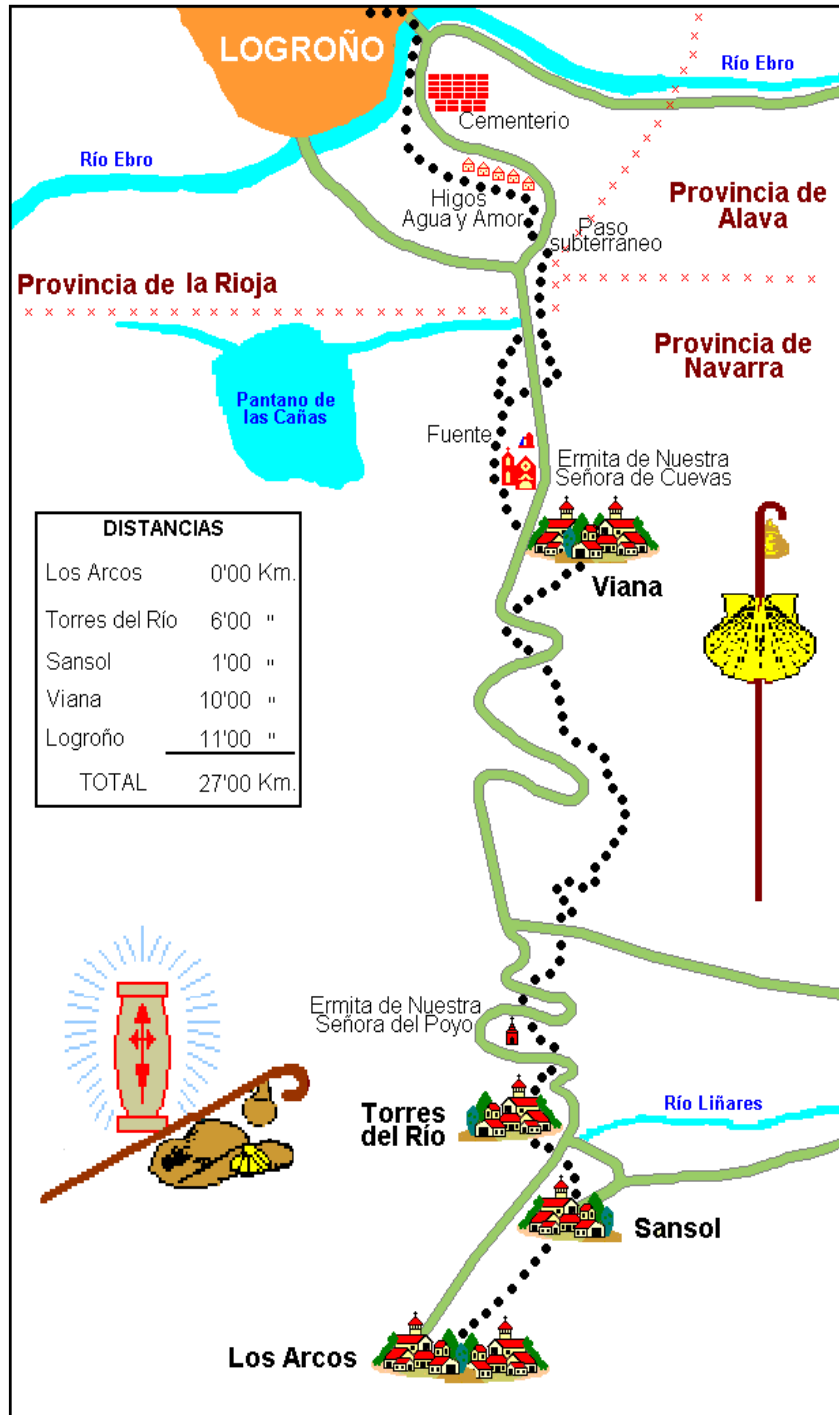 LOGROÑO
Río Ebro
Cementerio
Río Ebro
Higos
Agua y Amor
Paso
subterraneo
Provincia de
Alava
Provincia de la Rioja
Provincia de
Navarra
Pantano de
las Cañas
Fuente
Ermita de Nuestra
Señora de Cuevas
Viana
DISTANCIAS
Los Arcos 0'00 Km.
Torres del Río 6'00 "
Sansol 1'00 "
Viana 10'00 "
Logroño 11'00 "
TOTAL 27'00 Km.
Ermita de Nuestra
Señora del Poyo
Torres
del Río
Río Liñares
Sansol
Los Arcos